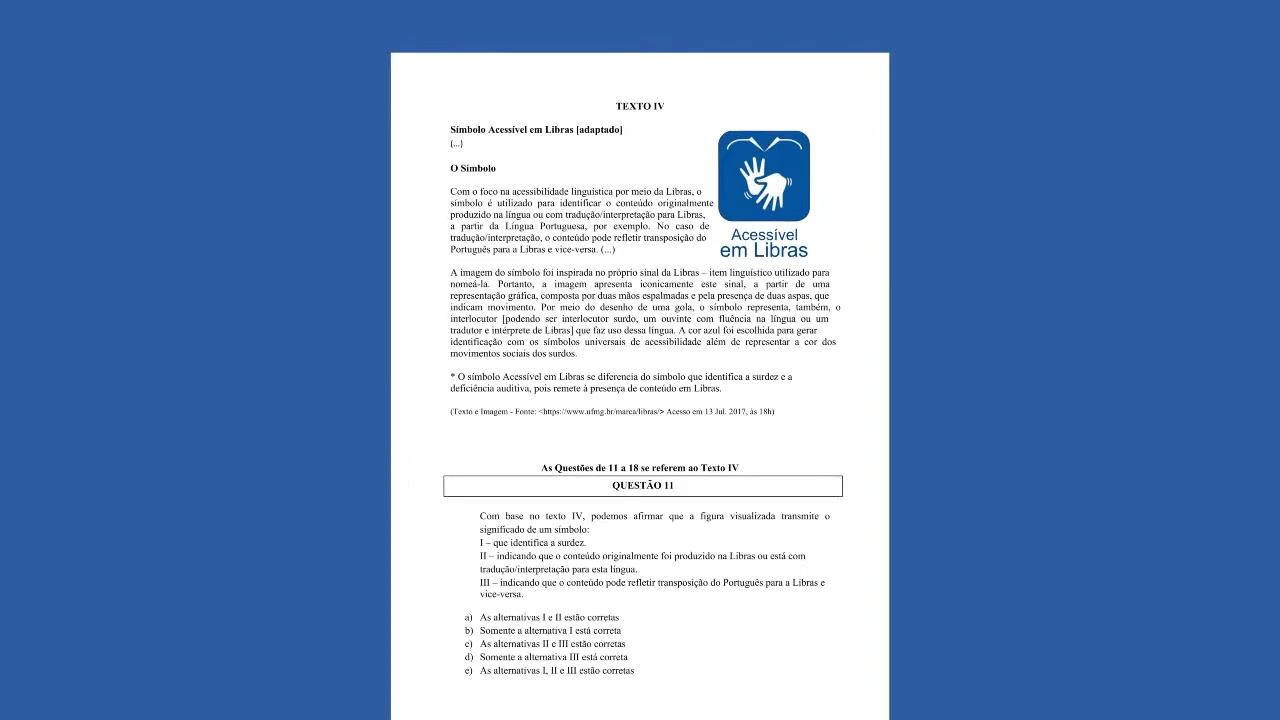 TEXTO IV
Símbolo Acessível em Libras [adaptado]
(...)
O Símbolo
Com o foco na acessibilidade linguística por meio da Libras, o
símbolo é utilizado para identificar o conteúdo originalmente
produzido na língua ou com tradução/interpretação para Libras,
a partir da Língua Portuguesa, por exemplo. No caso de
tradução/interpretação, o conteúdo pode refletir transposição do
Português para a Libras e vice-versa. (...)
Acessível
em Libras
A imagem do símbolo foi inspirada no próprio sinal da Libras – item linguístico utilizado para
nomeá-la. Portanto, a imagem apresenta iconicamente este sinal, a partir de uma
representação gráfica, composta por duas mãos espalmadas e pela presença de duas aspas, que
indicam movimento. Por meio do desenho de uma gola, o símbolo representa, também, o
interlocutor [podendo ser interlocutor surdo, um ouvinte com fluência na língua ou um
tradutor e intérprete de Libras] que faz uso dessa língua. A cor azul foi escolhida para gerar
identificação com os símbolos universais de acessibilidade além de representar a cor dos
movimentos sociais dos surdos.
* O símbolo Acessível em Libras se diferencia do símbolo que identifica a surdez e a
deficiência auditiva, pois remete à presença de conteúdo em Libras.
(Texto e Imagem - Fonte: <https://www.ufmg.br/marca/libras/> Acesso em 13 Jul. 2017, às 18h)
As Questões de 11 a 18 se referem ao Texto IV
QUESTÃO 11
Com base no texto IV, podemos afirmar que a figura visualizada transmite o
significado de um símbolo:
I – que identifica a surdez.
II – indicando que o conteúdo originalmente foi produzido na Libras ou está com
tradução/interpretação para esta língua.
III – indicando que o conteúdo pode refletir transposição do Português para a Libras e
vice-versa.
a) As alternativas I e II estão corretas
b) Somente a alternativa I está correta
c) As alternativas II e III estão corretas
d) Somente a alternativa III está correta
e) As alternativas I, II e III estão corretas